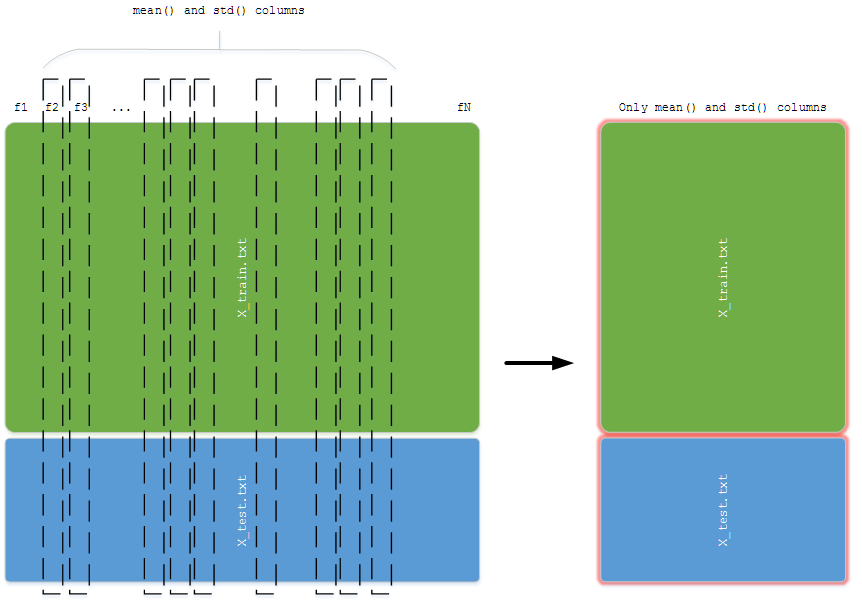 mean() and std() columns
f1 f2 f3 ... fN
Only mean() and std() columns
X_train.txt
X_train.txt
X_test.txt
X_test.txt